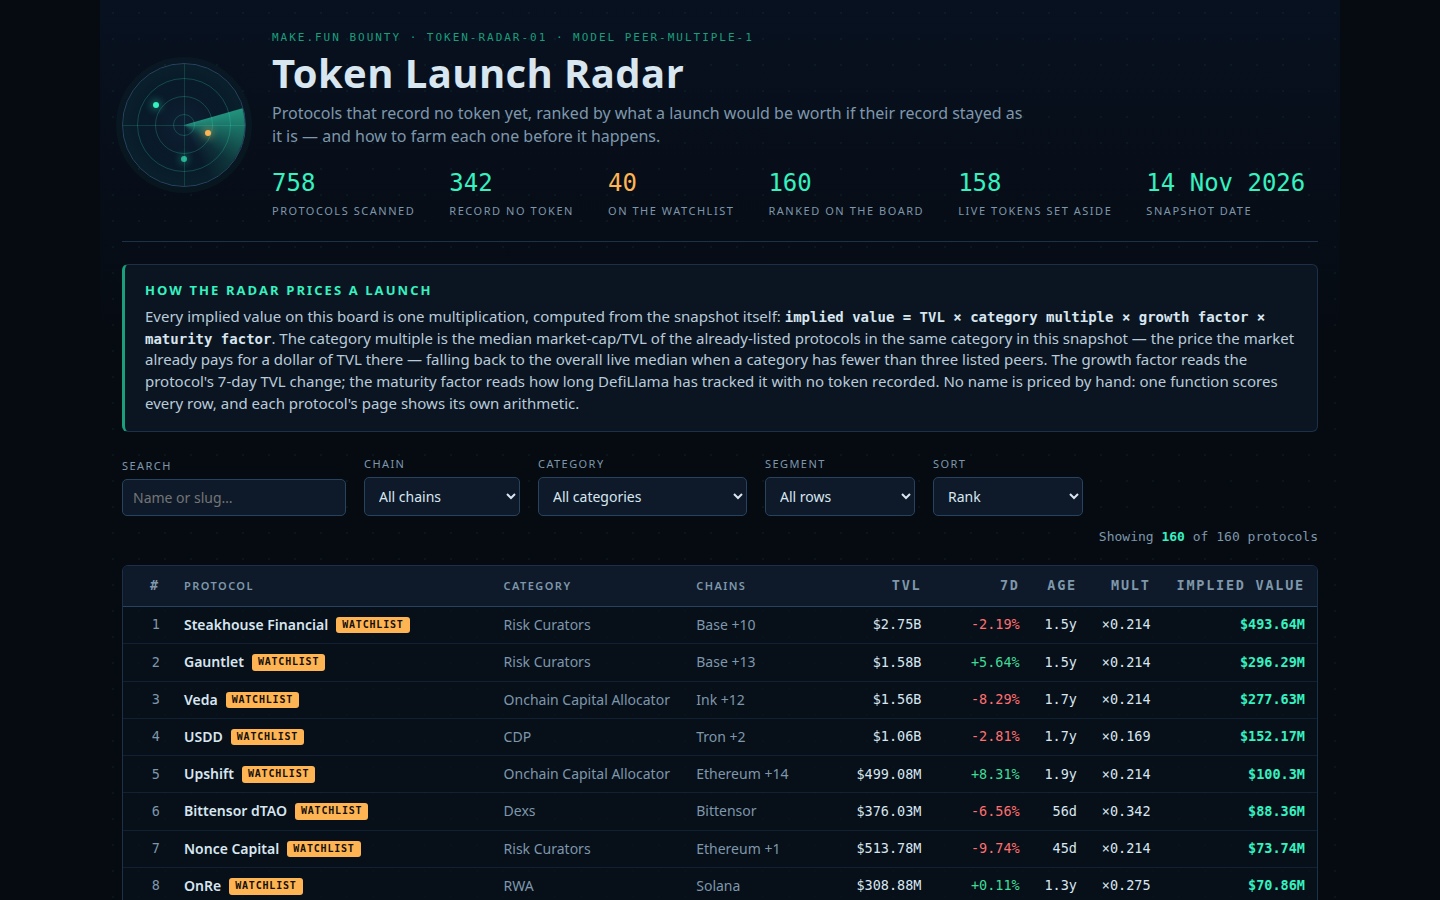 MAKE.FUN BOUNTY · TOKEN-RADAR-01 · MODEL PEER-MULTIPLE-1
Token Launch Radar
Protocols that record no token yet, ranked by what a launch would be worth if their record stayed as
it is — and how to farm each one before it happens.
758 342 40 160 158 14 Nov 2026
PROTOCOLS SCANNED RECORD NO TOKEN ON THE WATCHLIST RANKED ON THE BOARD LIVE TOKENS SET ASIDE SNAPSHOT DATE
HOW THE RADAR PRICES A LAUNCH
Every implied value on this board is one multiplication, computed from the snapshot itself: implied value = TVL × category multiple × growth factor ×
maturity factor. The category multiple is the median market-cap/TVL of the already-listed protocols in the same category in this snapshot — the price the market
already pays for a dollar of TVL there — falling back to the overall live median when a category has fewer than three listed peers. The growth factor reads the
protocol's 7-day TVL change; the maturity factor reads how long DefiLlama has tracked it with no token recorded. No name is priced by hand: one function scores
every row, and each protocol's page shows its own arithmetic.
SEARCH CHAIN CATEGORY SEGMENT SORT
Name or slug... All chains All categories All rows Rank
Showing 160 of 160 protocols
# PROTOCOL CATEGORY CHAINS TVL 7D AGE MULT IMPLIED VALUE
1 Steakhouse Financial WATCHLIST Risk Curators Base +10 $2.75B -2.19% 1.5y ×0.214 $493.64M
2 Gauntlet WATCHLIST Risk Curators Base +13 $1.58B +5.64% 1.5y ×0.214 $296.29M
3 Veda WATCHLIST Onchain Capital Allocator Ink +12 $1.56B -8.29% 1.7y ×0.214 $277.63M
4 USDD WATCHLIST CDP Tron +2 $1.06B -2.81% 1.7y ×0.169 $152.17M
5 Upshift WATCHLIST Onchain Capital Allocator Ethereum +14 $499.08M +8.31% 1.9y ×0.214 $100.3M
6 Bittensor dTAO WATCHLIST Dexs Bittensor $376.03M -6.56% 56d ×0.342 $88.36M
7 Nonce Capital WATCHLIST Risk Curators Ethereum +1 $513.78M -9.74% 45d ×0.214 $73.74M
8 OnRe WATCHLIST RWA Solana $308.88M +0.11% 1.3y ×0.275 $70.86M